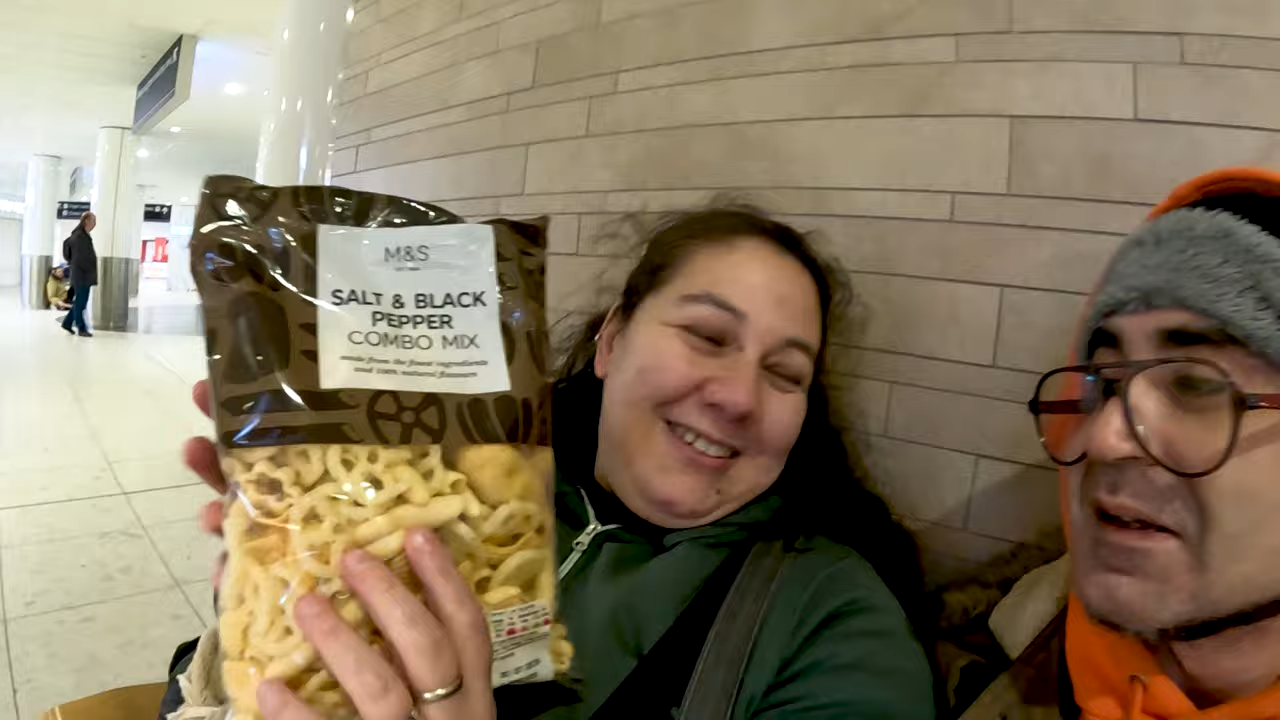 M&S
SALT & BLACK
PEPPER
COMBO MIX
made from the finest ingredients
and 100% natural flavours